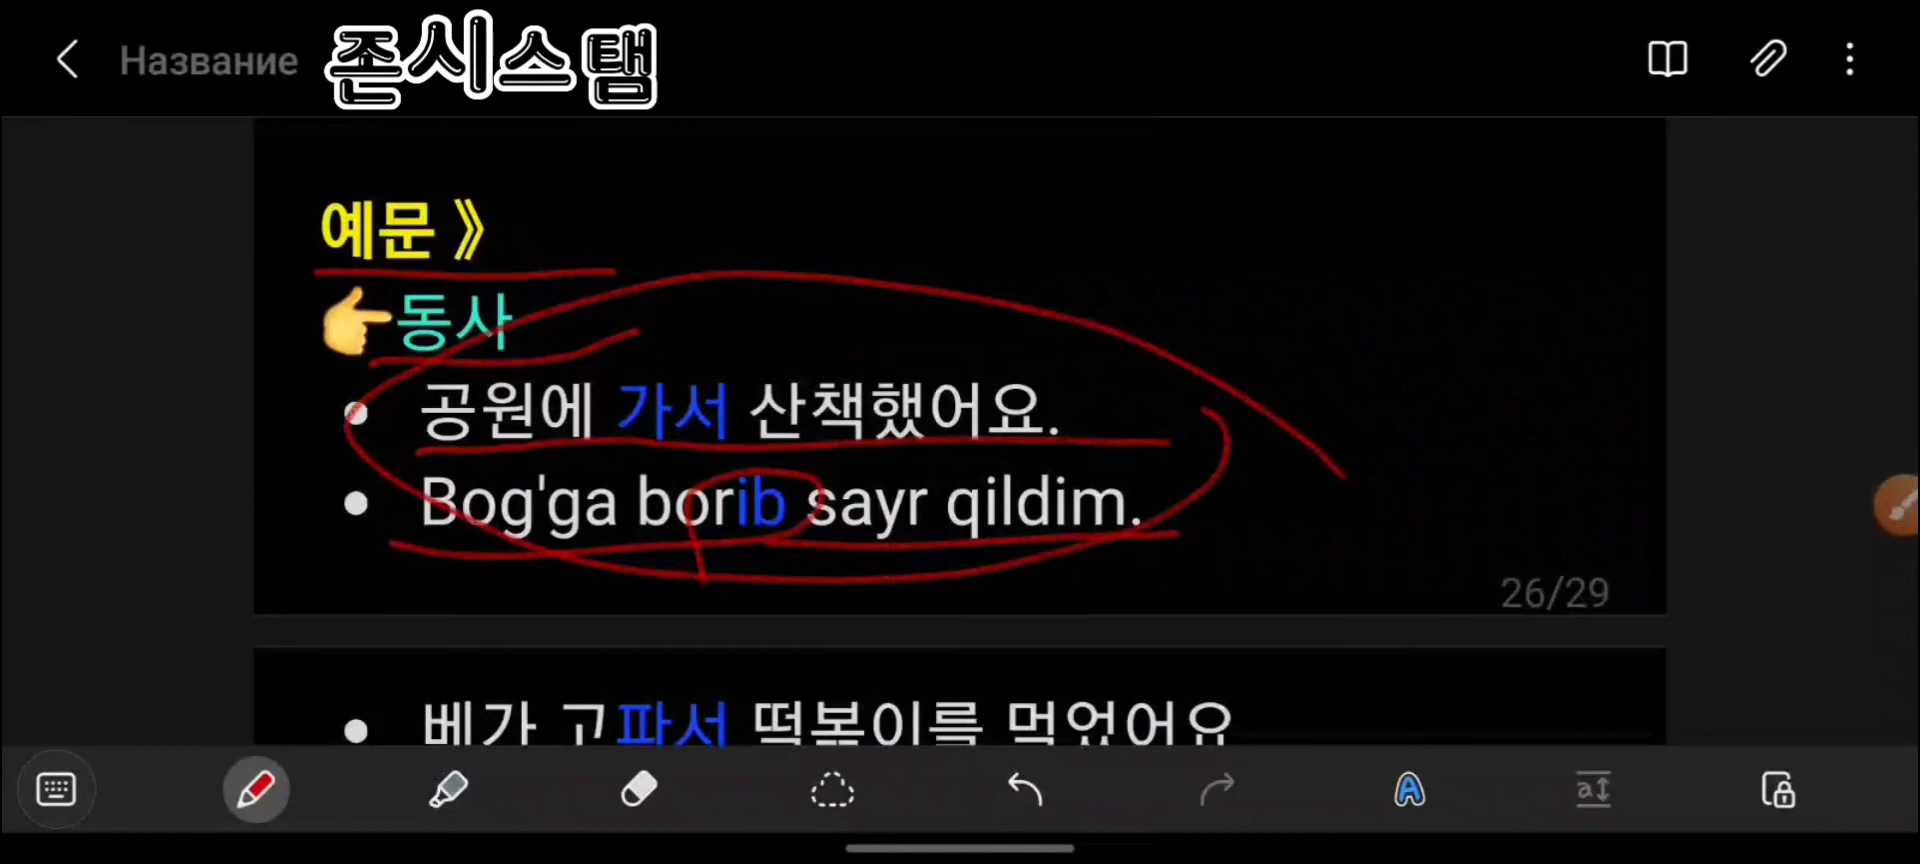 Название
존시스탬
예문 》
동사
공원에 가서 산책했어요.
Bog'ga borib sayr qildim.
26/29
베가 고파서 떡볶이를 먹었어요